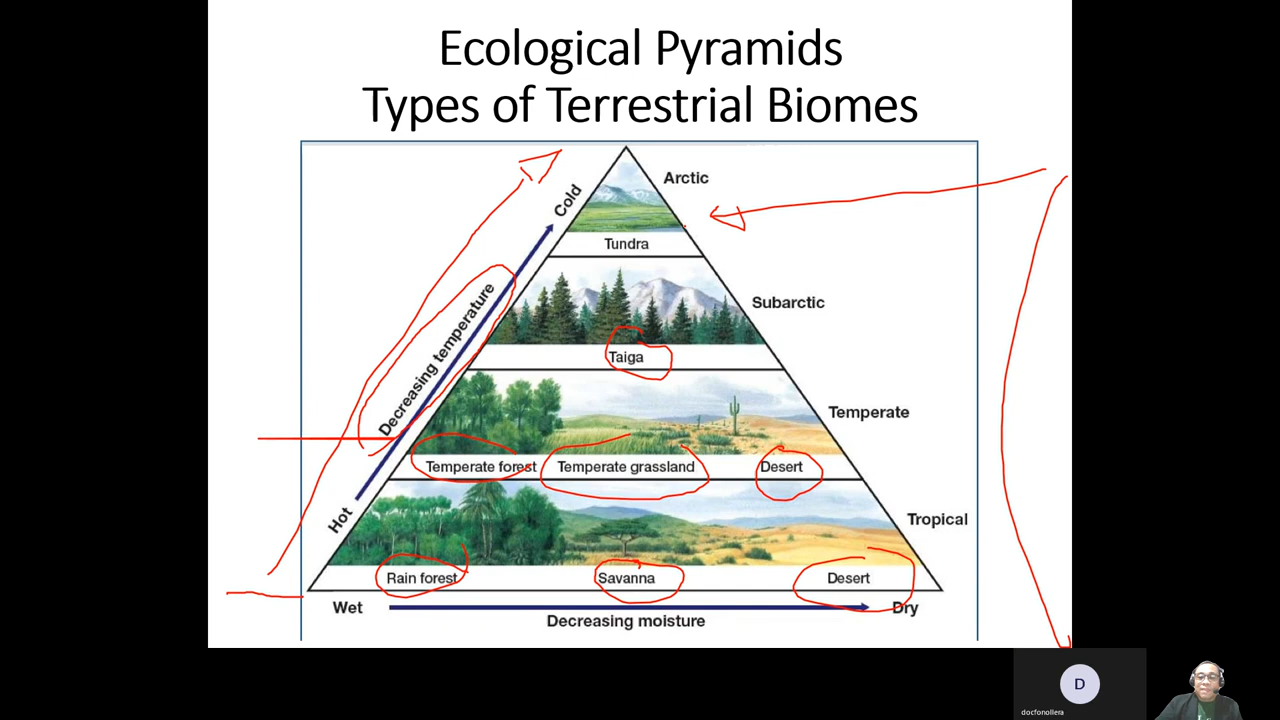 Ecological Pyramids
Types of Terrestrial Biomes
Arctic
Cold
Tundra
Subarctic
Decreasing temperature
Taiga
Temperate
Temperate forest Temperate grassland Desert
Hot
Tropical
Rain forest Savanna Desert
Wet Dry
Decreasing moisture
D
docfonollera